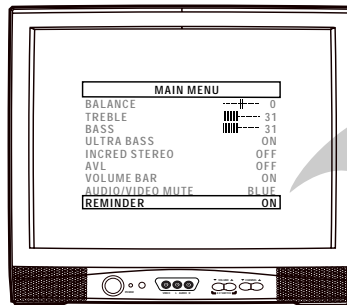 MAIN MENU
BALANCE 0
TREBLE 31
BASS 31
ULTRA BASS ON
INCRED STEREO OFF
AVL OFF
VOLUME BAR ON
AUDIO/VIDEO MUTE BLUE
REMINDER ON